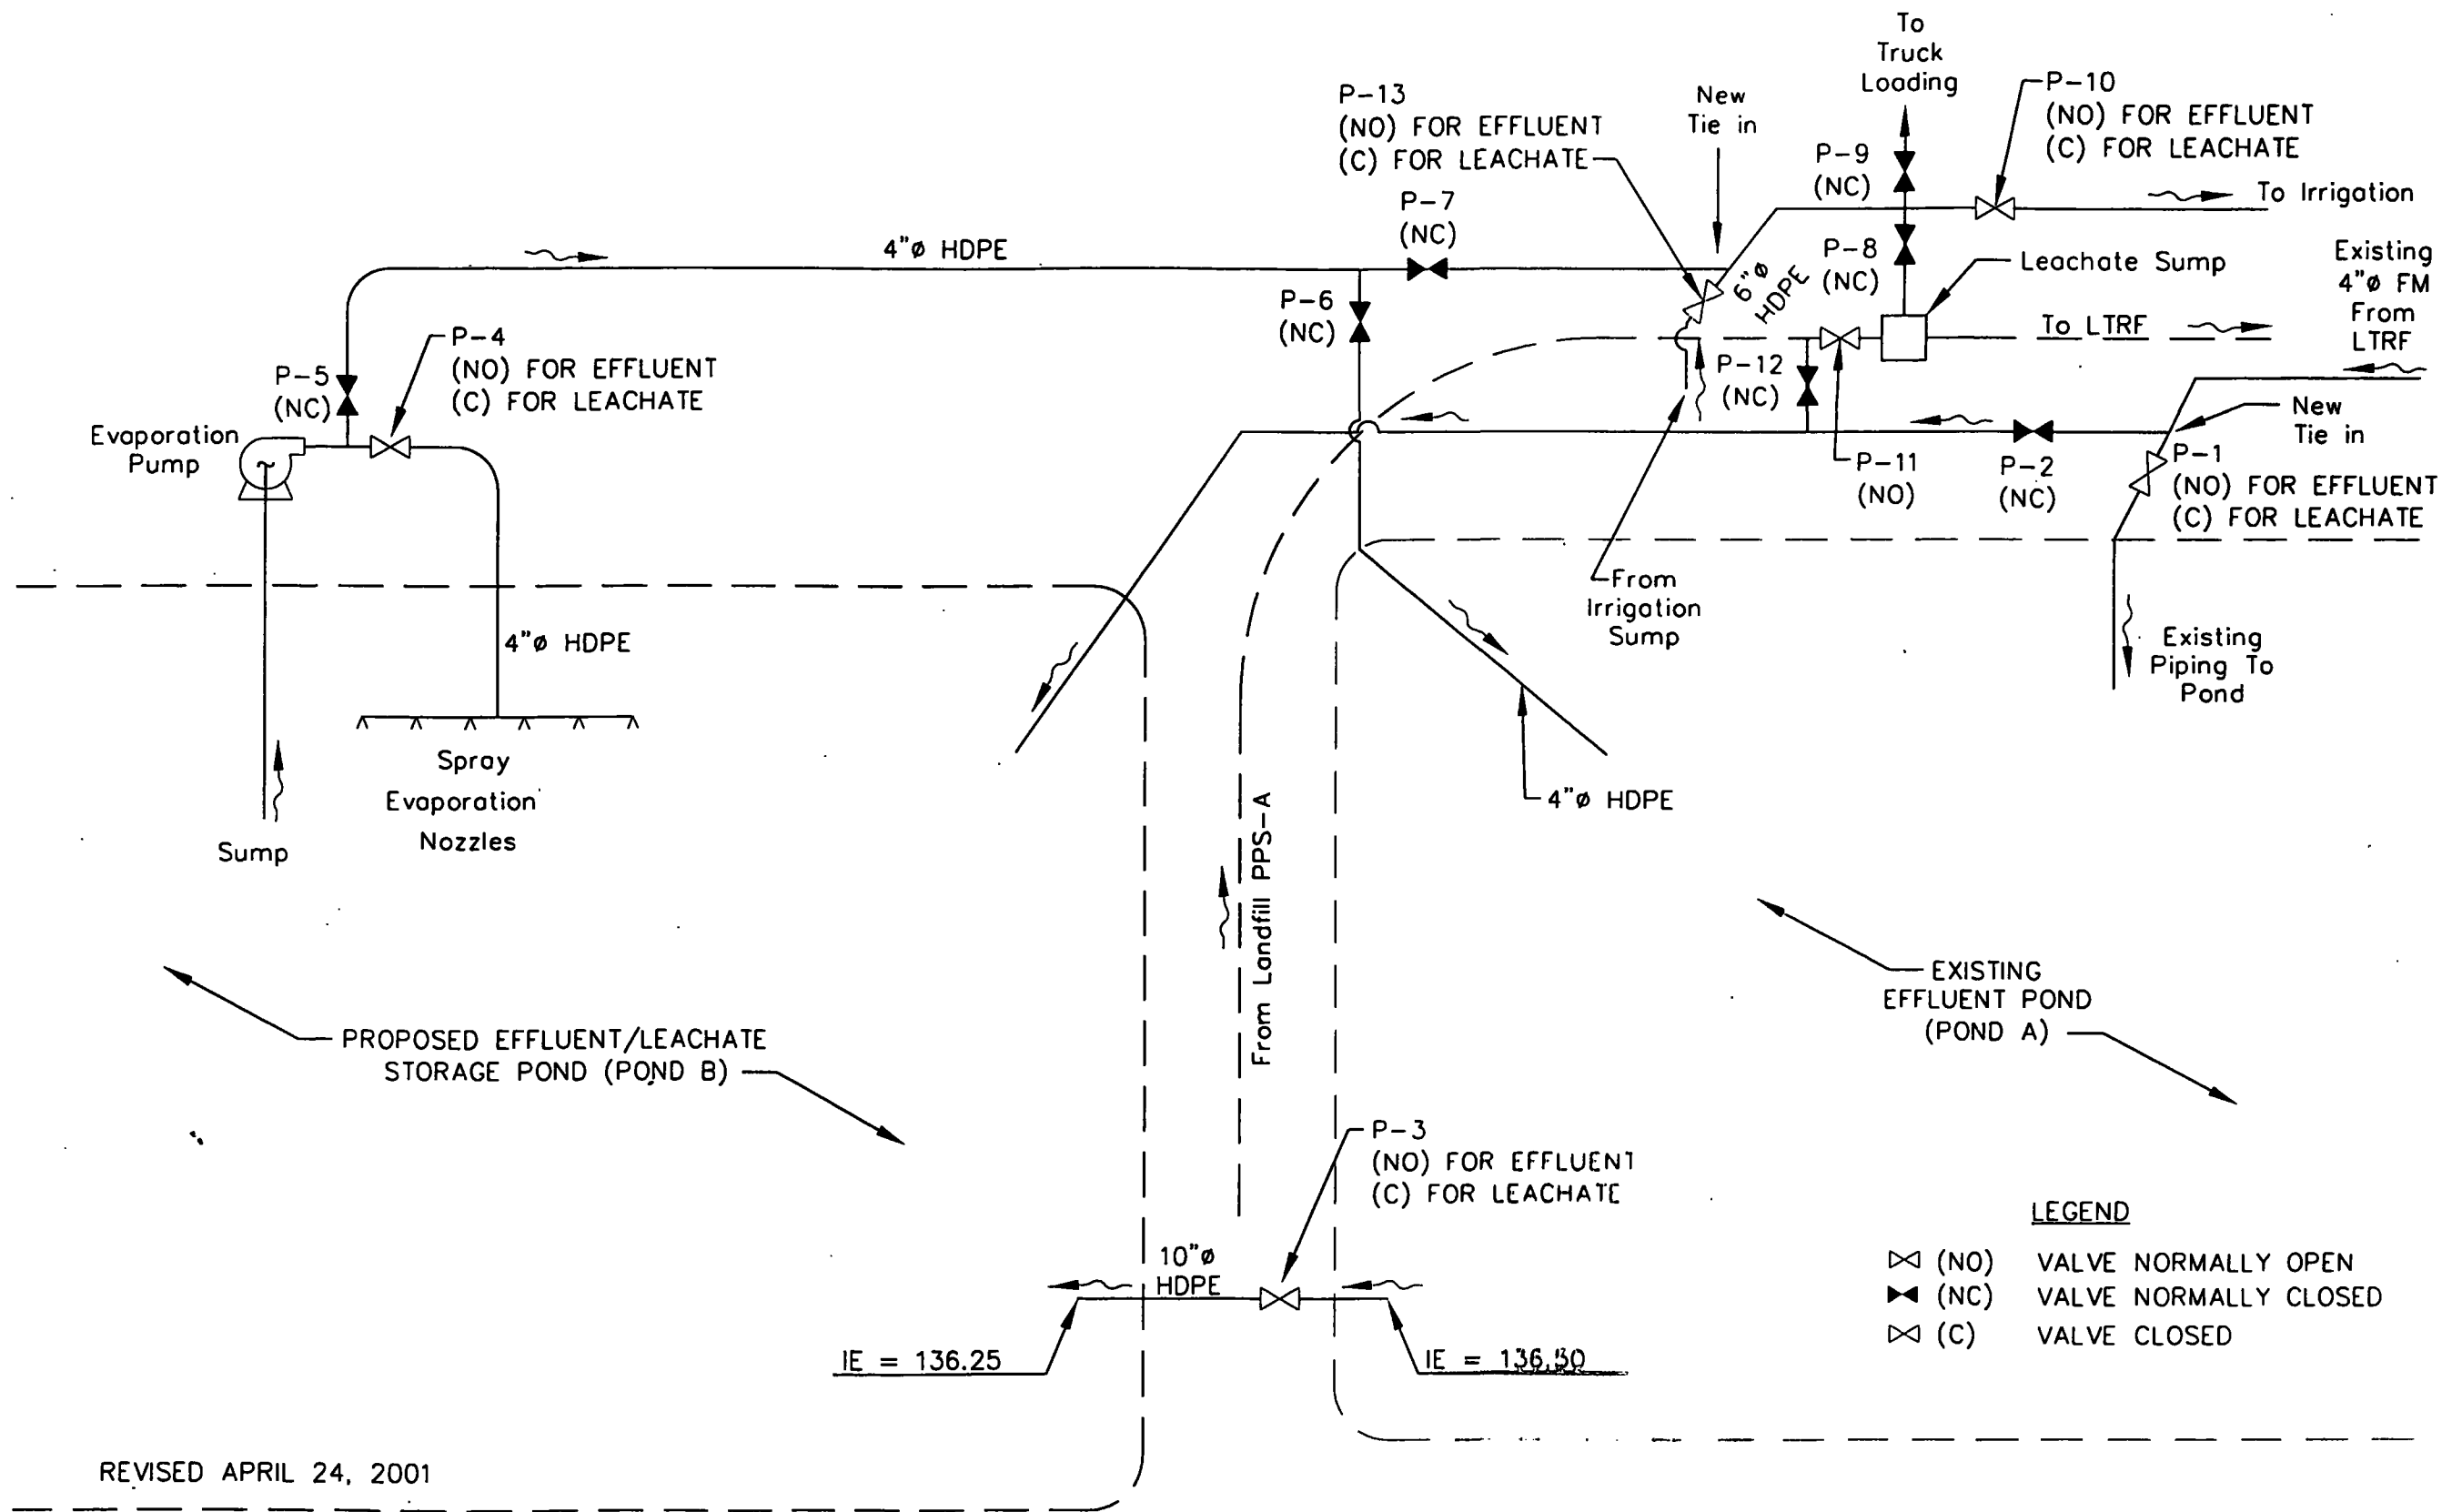 To
Truck
Loading
P-10
(NO) FOR EFFLUENT
(C) FOR LEACHATE
P-13
(NO) FOR EFFLUENT
(C) FOR LEACHATE
New
Tie in
P-9
(NC)
To Irrigation
P-7
(NC)
4"ø HDPE
P-8
(NC)
6"ø
HDPE
Leachate Sump
Existing
4"ø FM
From
LTRF
P-6
(NC)
To LTRF
P-4
(NO) FOR EFFLUENT
(C) FOR LEACHATE
P-5
(NC)
P-12
(NC)
New
Tie in
Evaporation
Pump
P-11
(NO)
P-2
(NC)
P-1
(NO) FOR EFFLUENT
(C) FOR LEACHATE
From
Irrigation
Sump
4"ø HDPE
Existing
Piping To
Pond
Spray
Evaporation
Nozzles
Sump
4"ø HDPE
From Landfill PPS-A
EXISTING
EFFLUENT POND
(POND A)
PROPOSED EFFLUENT/LEACHATE
STORAGE POND (POND B)
P-3
(NO) FOR EFFLUENT
(C) FOR LEACHATE
10"ø
HDPE
IE = 136.25
IE =
LEGEND
(NO) VALVE NORMALLY OPEN
(NC) VALVE NORMALLY CLOSED
(C) VALVE CLOSED
REVISED APRIL 24, 2001